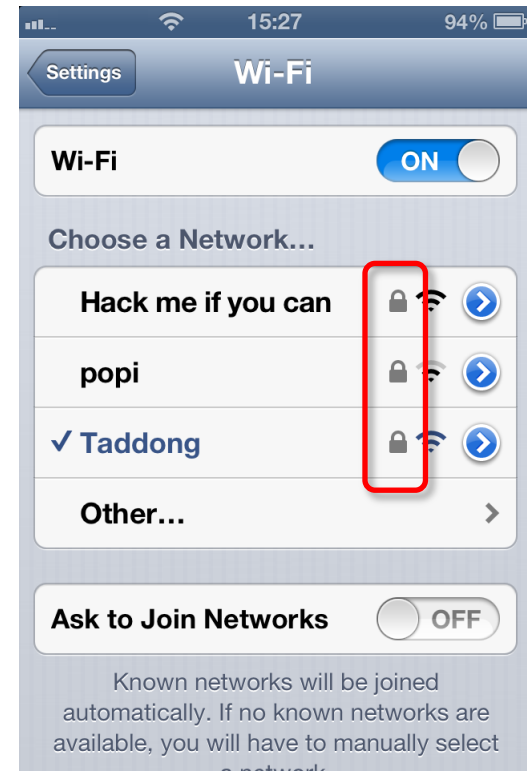 15:27 94%
Settings Wi-Fi
Wi-Fi ON
Choose a Network...
Hack me if you can
popi
✓ Taddong
Other...
Ask to Join Networks OFF
Known networks will be joined
automatically. If no known networks are
available, you will have to manually select
a network